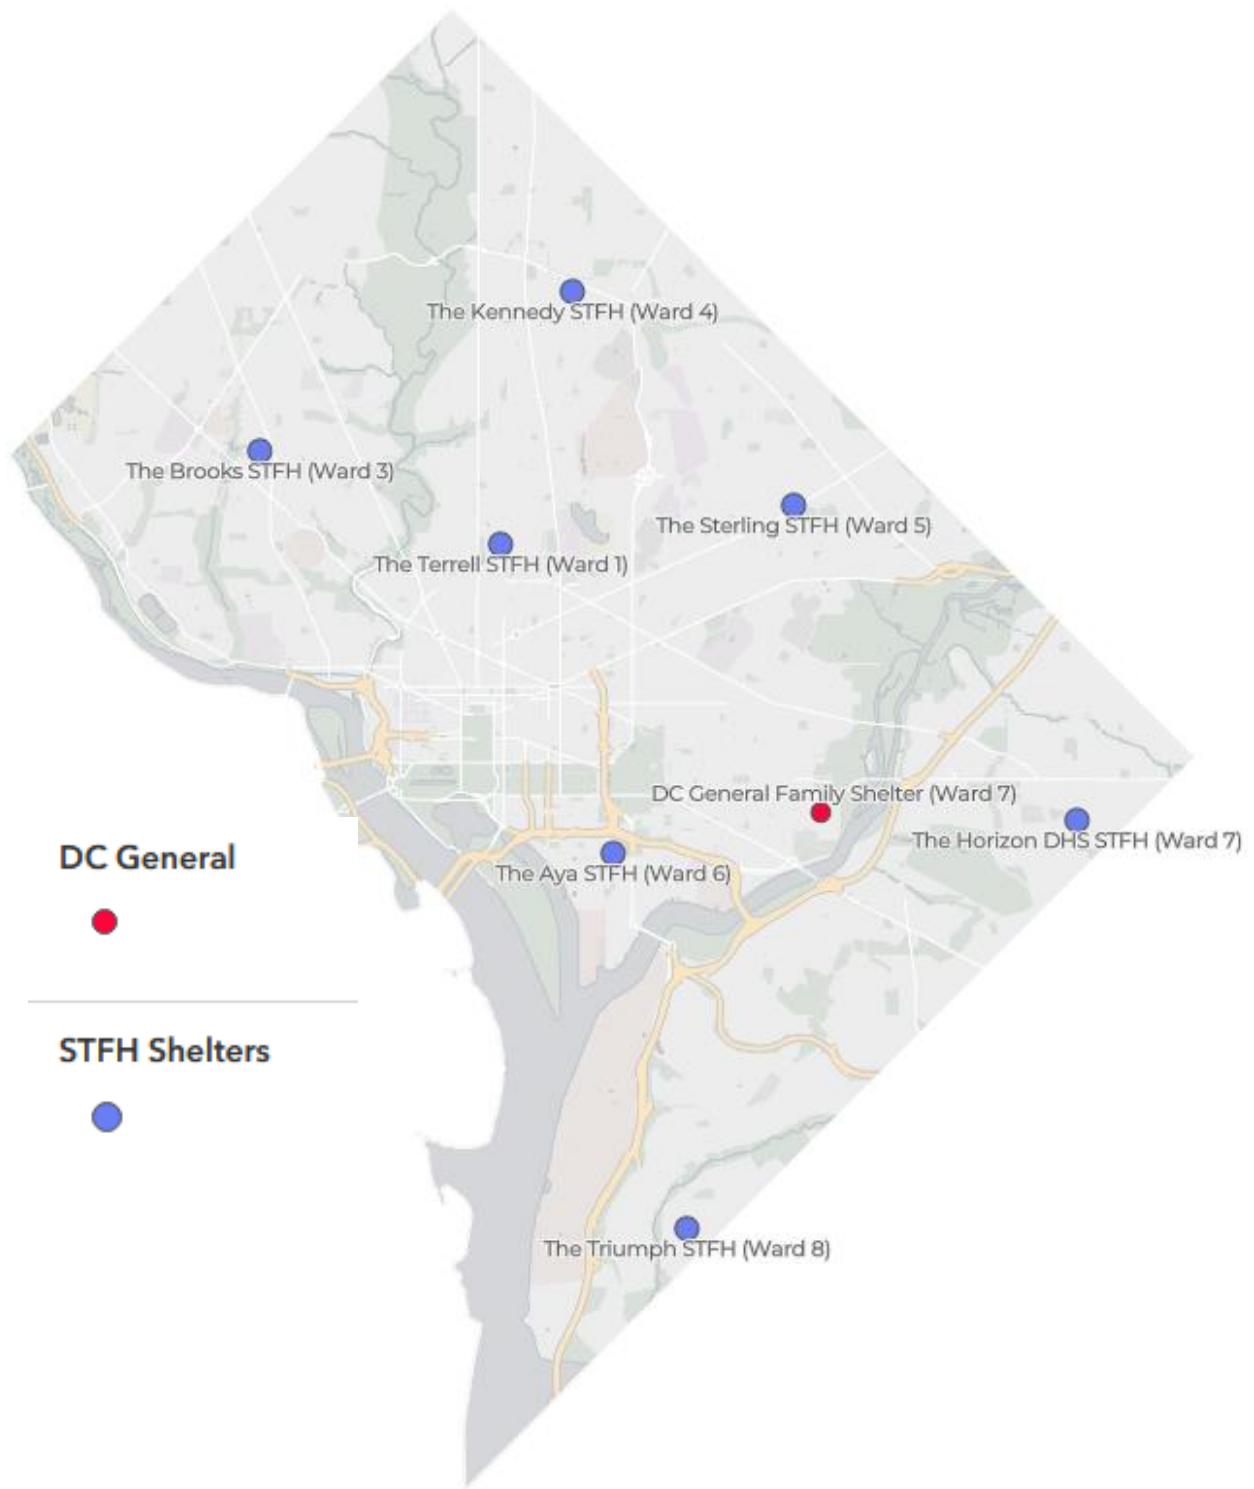 The Kennedy STFH (Ward 4)
The Brooks STFH (Ward 3)
The Sterling STFH (Ward 5)
The Terrell STFH (Ward 1)
DC General Family Shelter (Ward 7)
The Horizon DHS STFH (Ward 7)
The Aya STFH (Ward 6)
The Triumph STFH (Ward 8)
DC General
STFH Shelters